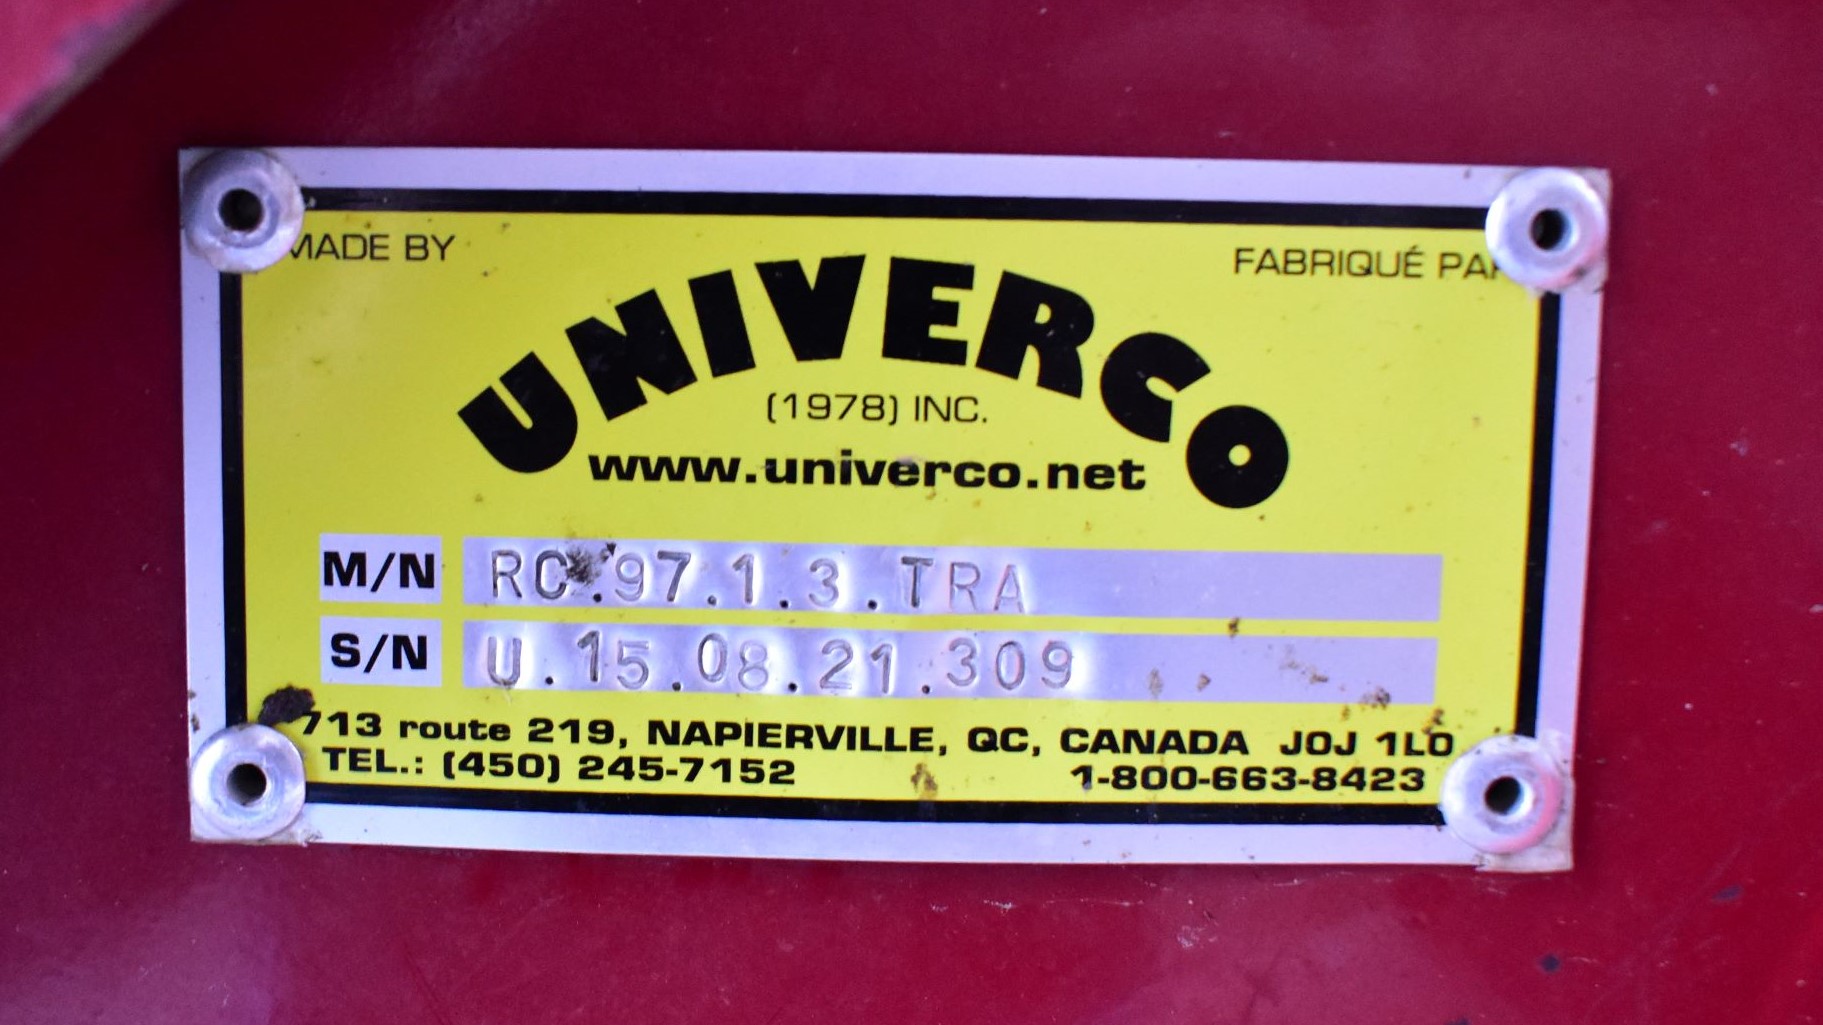 MADE BY
FABRIQUÉ PAR
UNIVERCO
(1978) INC.
www.univerco.net
M/N RC.97.1.3.TRA
S/N U.15.08.21.309
713 route 219, NAPIERVILLE, QC, CANADA J0J 1L0
TEL.: (450) 245-7152 1-800-663-8423